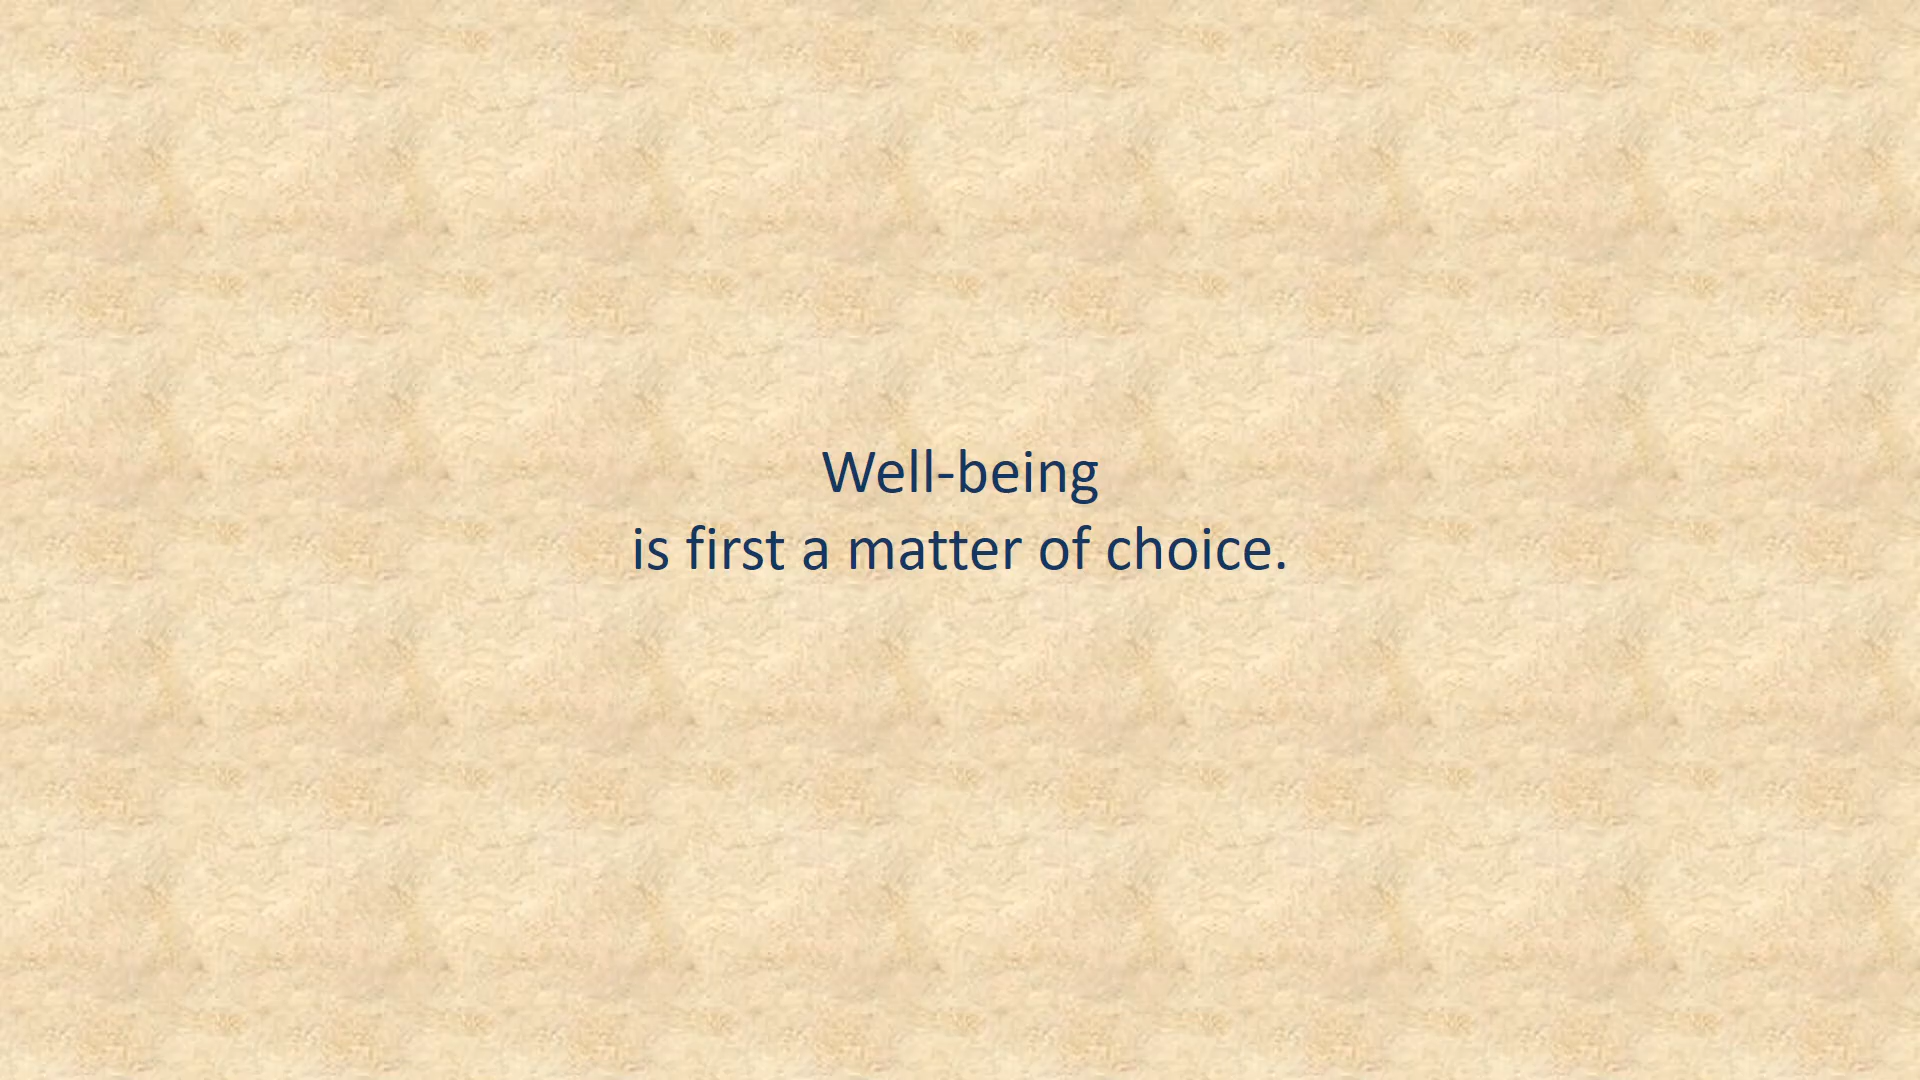 Well-being
is first a matter of choice.